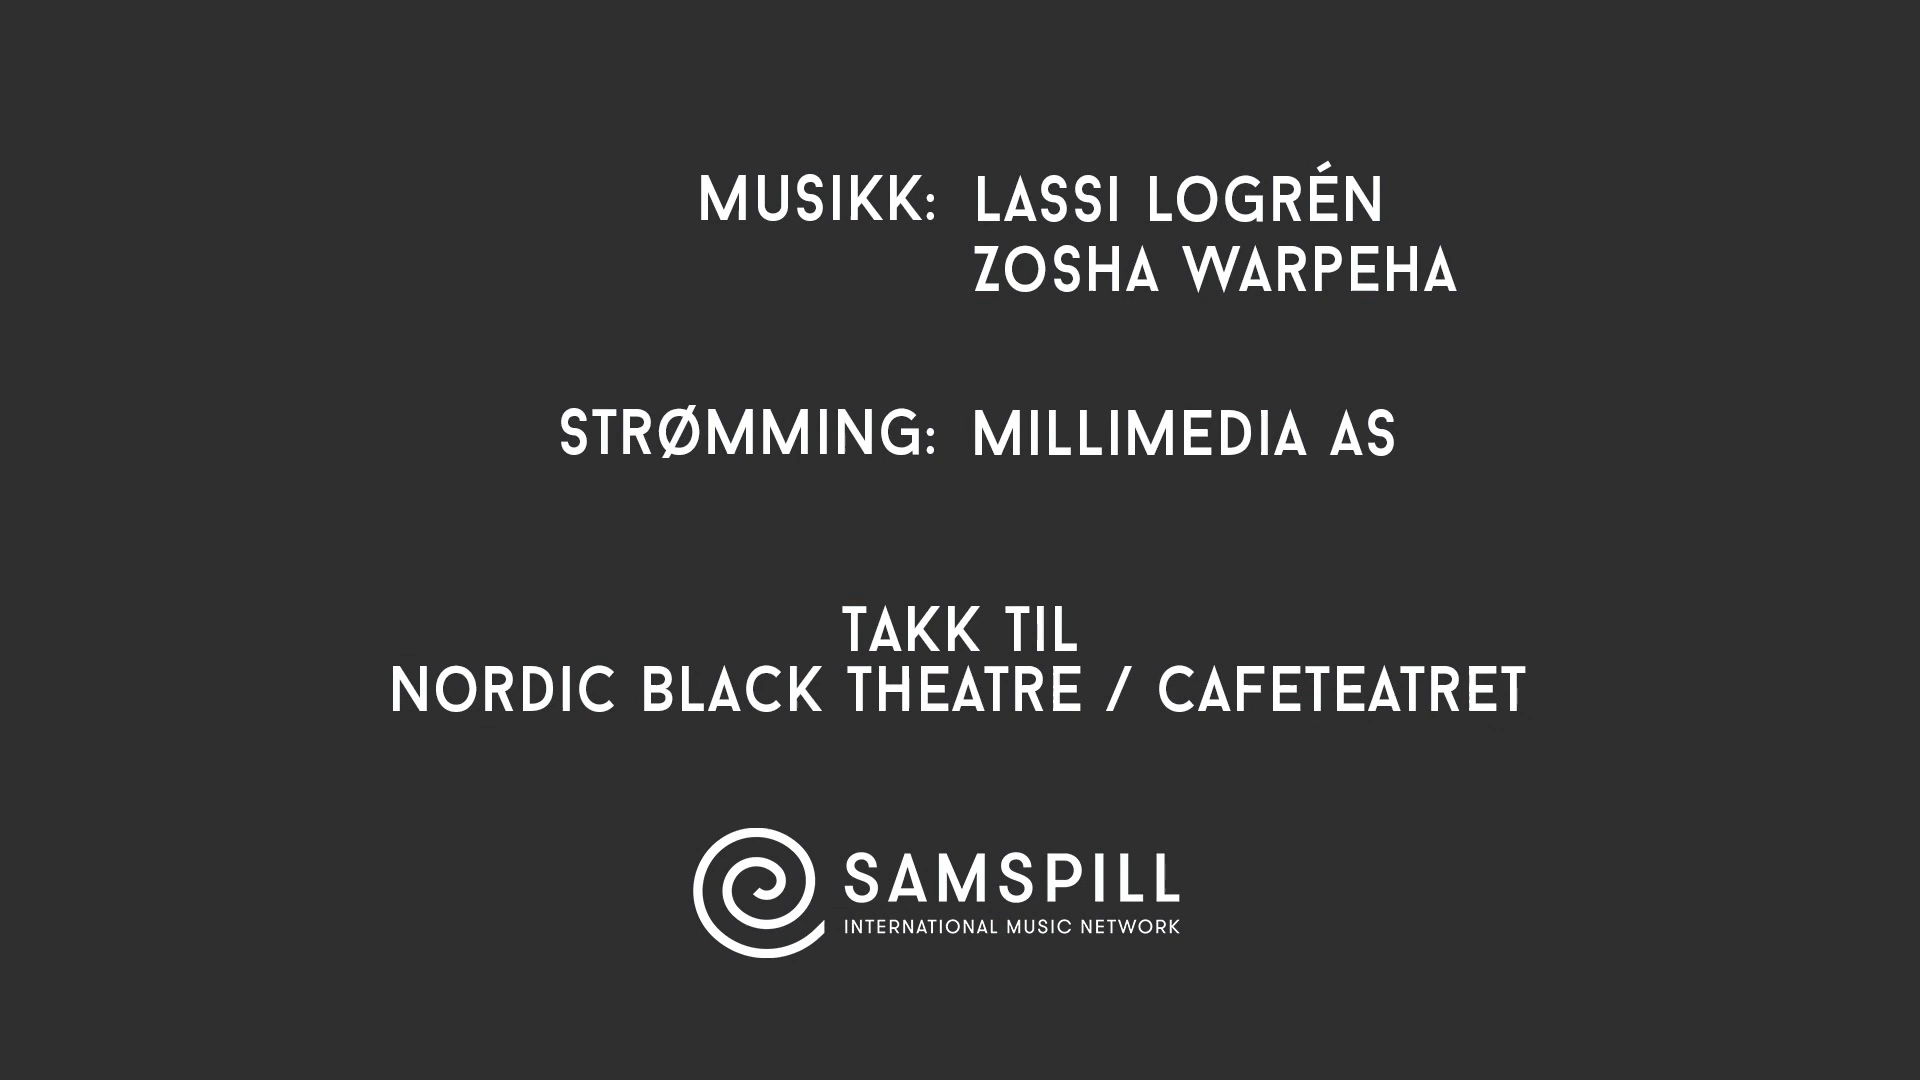 MUSIKK: LASSI LOGRÉN
ZOSHA WARPEHA
STRØMMING: MILLIMEDIA AS
TAKK TIL
NORDIC BLACK THEATRE / CAFETEATRET
SAMSPILL
INTERNATIONAL MUSIC NETWORK